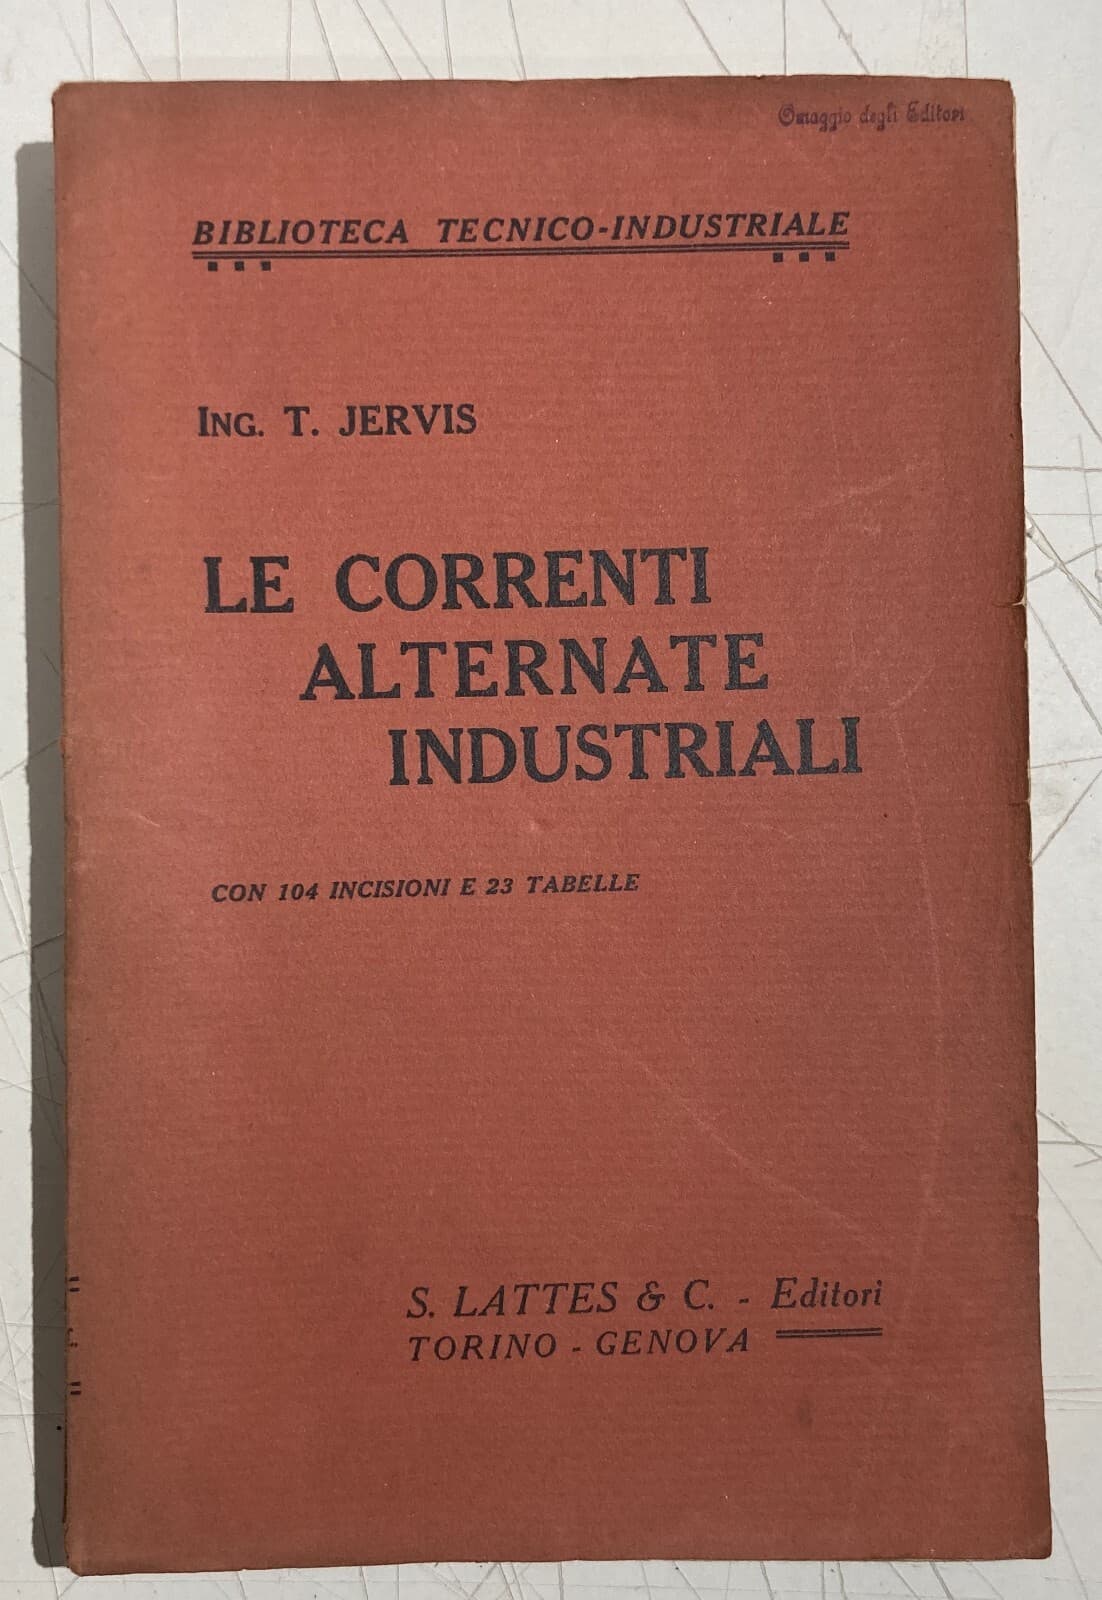 Omaggio degli Editori
BIBLIOTECA TECNICO-INDUSTRIALE
ING. T. JERVIS
LE CORRENTI
ALTERNATE
INDUSTRIALI
CON 104 INCISIONI E 23 TABELLE
S. LATTES & C. - Editori
TORINO - GENOVA